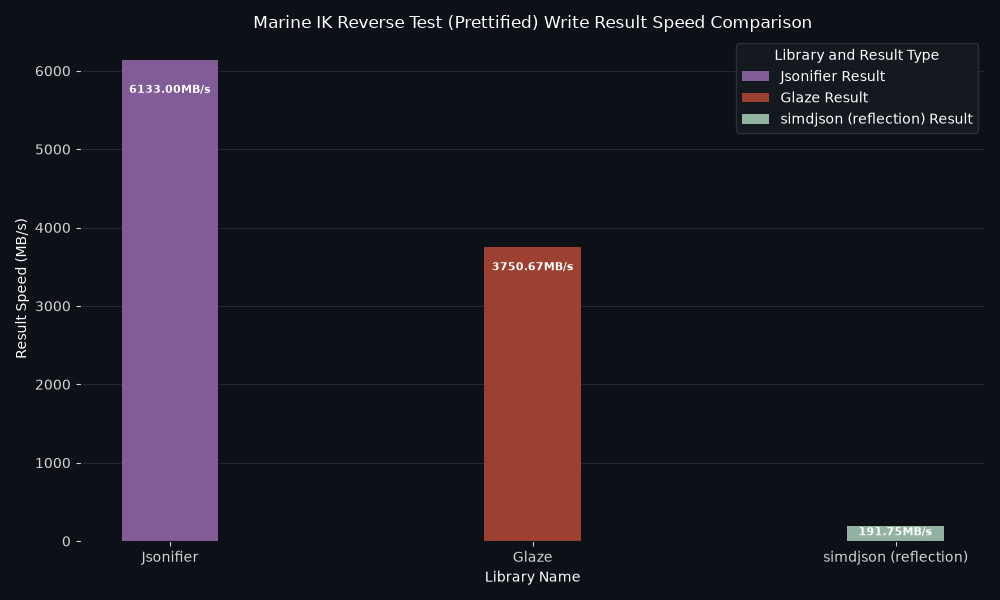 Marine IK Reverse Test (Prettified) Write Result Speed Comparison
Library and Result Type
Jsonifier Result
Glaze Result
simdjson (reflection) Result
Result Speed (MB/s)
6000
5000
4000
3000
2000
1000
0
6133.00MB/s
3750.67MB/s
191.75MB/s
Jsonifier
Glaze
simdjson (reflection)
Library Name